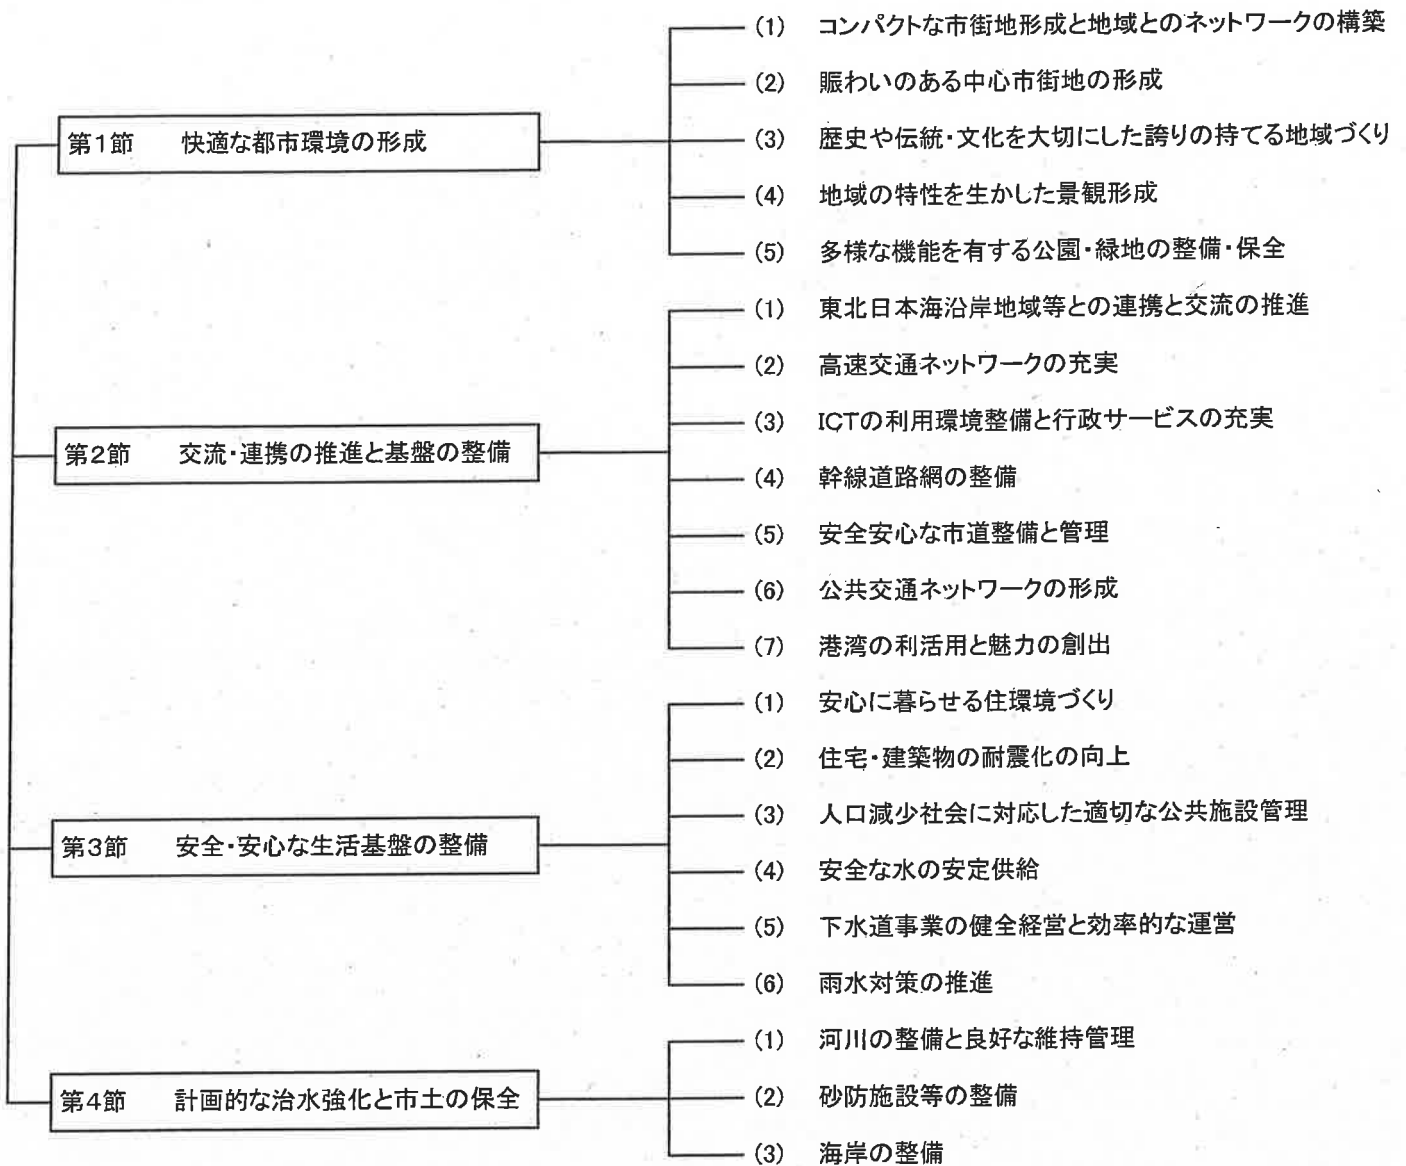 第1節 快適な都市環境の形成
(1) コンパクトな市街地形成と地域とのネットワークの構築
(2) 賑わいのある中心市街地の形成
(3) 歴史や伝統・文化を大切にした誇りの持てる地域づくり
(4) 地域の特性を生かした景観形成
(5) 多様な機能を有する公園・緑地の整備・保全
第2節 交流・連携の推進と基盤の整備
(1) 東北日本海沿岸地域等との連携と交流の推進
(2) 高速交通ネットワークの充実
(3) ICTの利用環境整備と行政サービスの充実
(4) 幹線道路網の整備
(5) 安全安心な市道整備と管理
(6) 公共交通ネットワークの形成
(7) 港湾の利活用と魅力の創出
第3節 安全・安心な生活基盤の整備
(1) 安心に暮らせる住環境づくり
(2) 住宅・建築物の耐震化の向上
(3) 人口減少社会に対応した適切な公共施設管理
(4) 安全な水の安定供給
(5) 下水道事業の健全経営と効率的な運営
(6) 雨水対策の推進
第4節 計画的な治水強化と市土の保全
(1) 河川の整備と良好な維持管理
(2) 砂防施設等の整備
(3) 海岸の整備